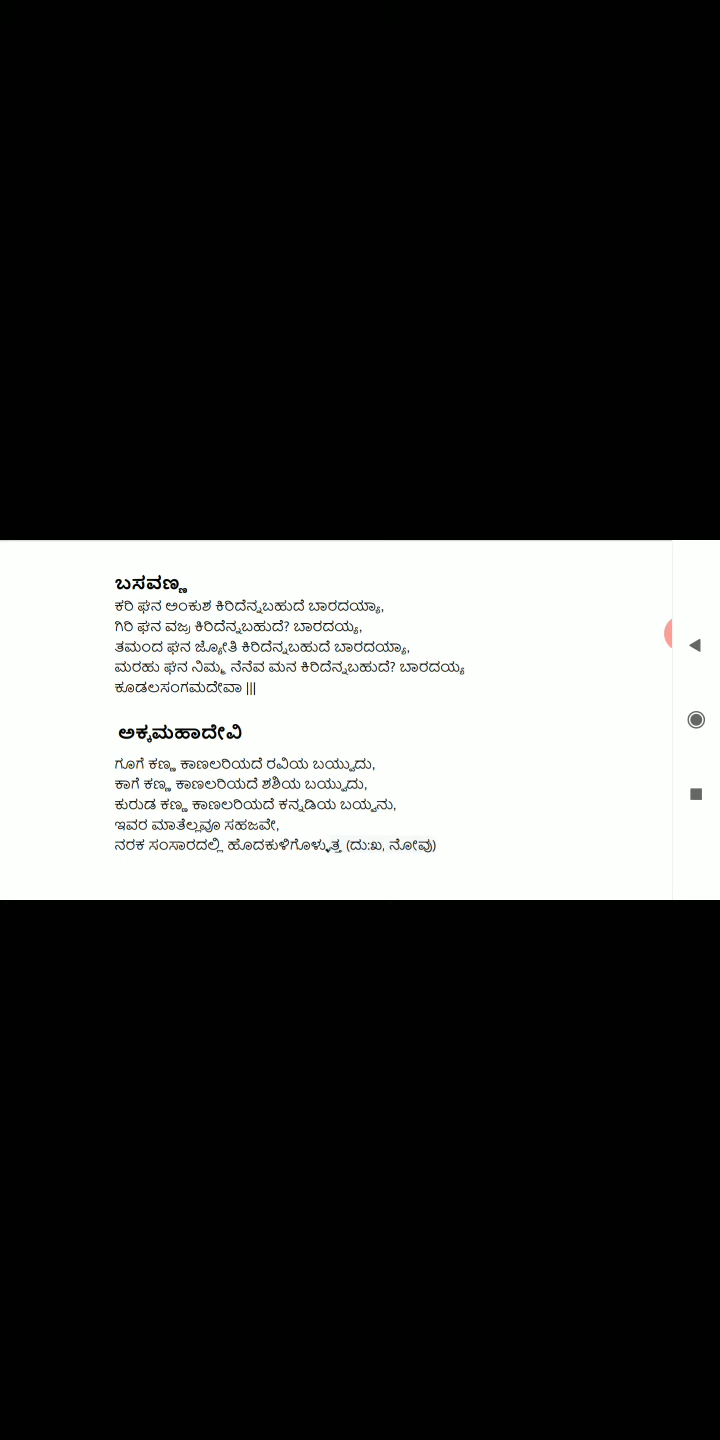 ಬಸವಣ್ಣ
ಕರಿ ಘನ ಅಂಕುಶ ಕಿರಿದೆನ್ನಬಹುದೆ ಬಾರದಯ್ಯಾ,
ಗಿರಿ ಘನ ವಜ್ರ ಕಿರಿದೆನ್ನಬಹುದೆ? ಬಾರದಯ್ಯ,
ತಮಂದ ಘನ ಜ್ಯೋತಿ ಕಿರಿದೆನ್ನಬಹುದೆ ಬಾರದಯ್ಯಾ,
ಮರಹು ಘನ ನಿಮ್ಮ ನೆನೆವ ಮನ ಕಿರಿದೆನ್ನಬಹುದೆ? ಬಾರದಯ್ಯ
ಕೂಡಲಸಂಗಮದೇವಾ |||
ಅಕ್ಕಮಹಾದೇವಿ
ಗೂಗೆ ಕಣ್ಣ ಕಾಣಲರಿಯದೆ ರವಿಯ ಬಯ್ವುದು,
ಕಾಗೆ ಕಣ್ಣ ಕಾಣಲರಿಯದೆ ಶಶಿಯ ಬಯ್ವುದು,
ಕುರುಡ ಕಣ್ಣ ಕಾಣಲರಿಯದೆ ಕನ್ನಡಿಯ ಬಯ್ವನು,
ಇವರ ಮಾತೆಲ್ಲವೂ ಸಹಜವೇ,
ನರಕ ಸಂಸಾರದಲ್ಲಿ ಹೊದಕುಳಿಗೊಳ್ಳುತ್ತ (ದು:ಖ, ನೋವು)